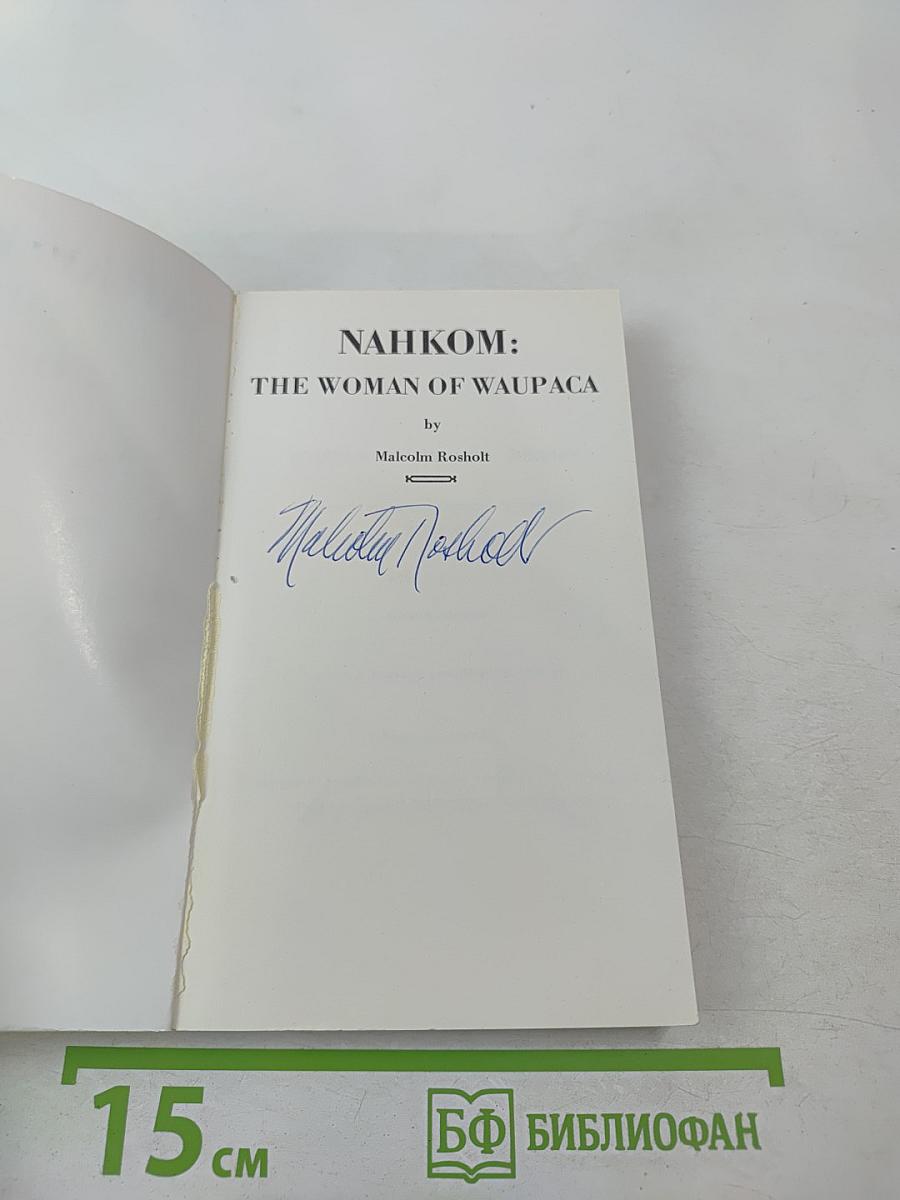 NAHKOM:
THE WOMAN OF WAUPACA
by
Malcolm Rosholt
Malcolm Rosholt
15 см
БФ БИБЛИОФАН